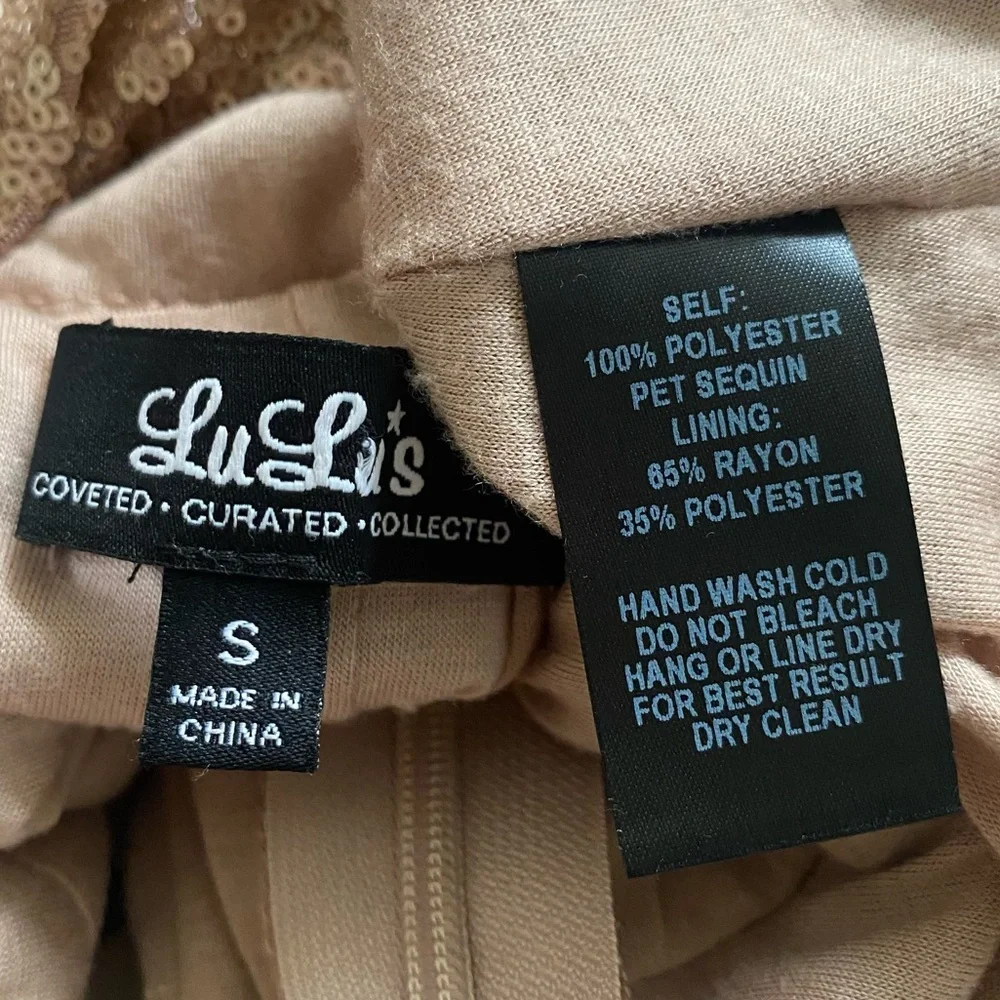 LuLu*s
COVETED • CURATED • COLLECTED
S
MADE IN
CHINA
SELF:
100% POLYESTER
PET SEQUIN
LINING:
65% RAYON
35% POLYESTER
HAND WASH COLD
DO NOT BLEACH
HANG OR LINE DRY
FOR BEST RESULT
DRY CLEAN